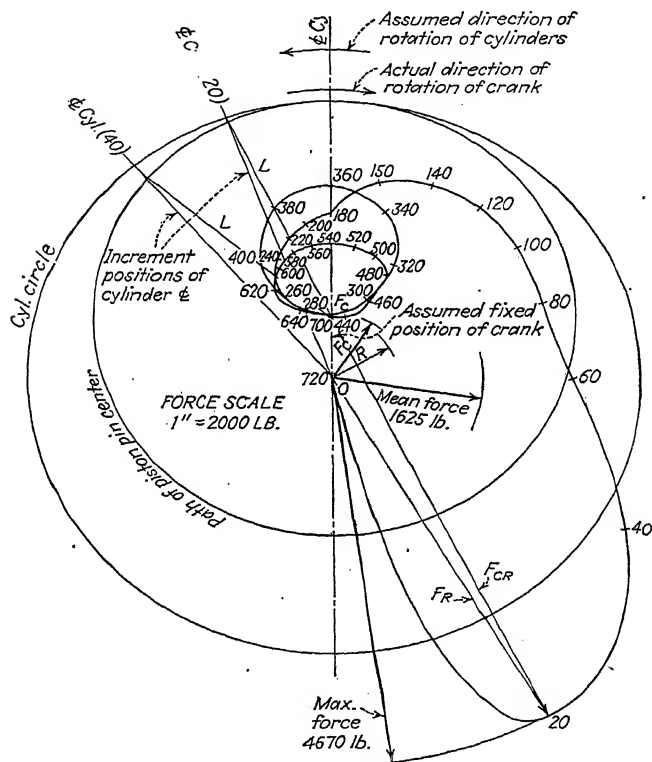 Assumed direction of
rotation of cylinders
Actual direction of
rotation of crank
℄ Cyl.(40)
℄ C.
20)
℄ Cy
L
L
Increment
positions of
cylinder ℄
Cyl. circle
Path of piston pin center
360
150
140
120
100
80
60
40
20
380
180
340
200
220
540
520
560
500
400
240
580
600
480
320
620
260
280
300
460
640
700
440
720
Fc
Assumed fixed
position of crank
Fc
R
O
Mean force
1625 lb.
FORCE SCALE
1" = 2000 LB.
FR
FCR
Max.
force
4670 lb.